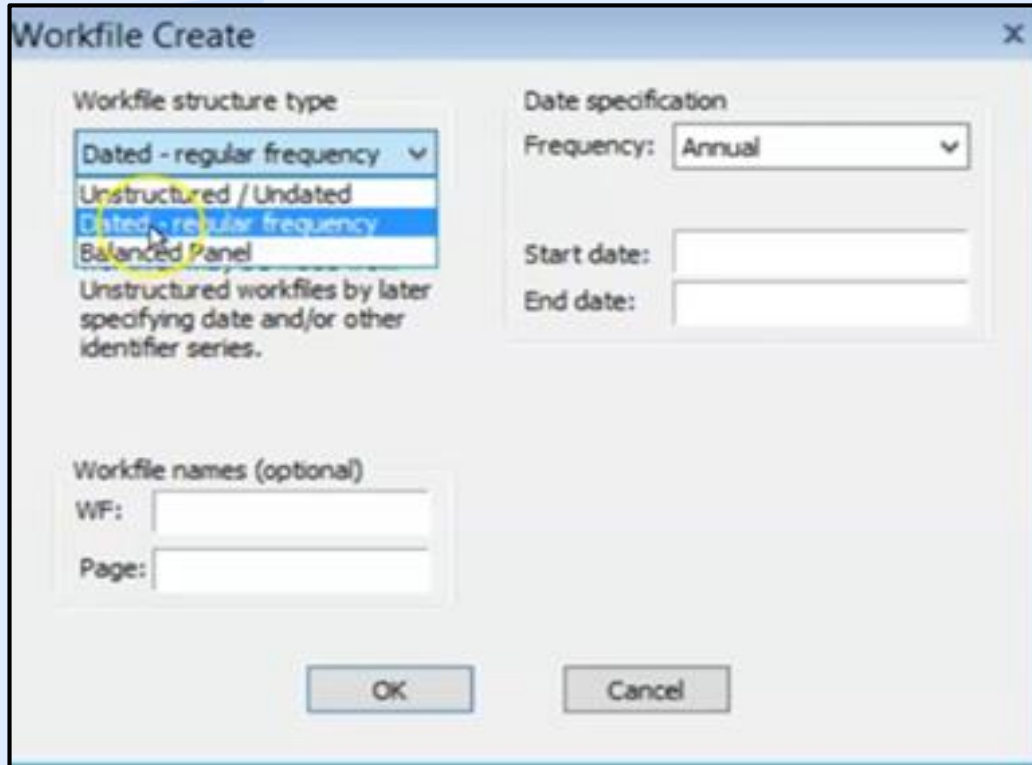 Workfile Create
Workfile structure type
Dated - regular frequency
Unstructured / Undated
Dated - regular frequency
Balanced Panel
Unstructured workfiles by later
specifying date and/or other
identifier series.
Date specification
Frequency: Annual
Start date:
End date:
Workfile names (optional)
WF:
Page:
OK
Cancel